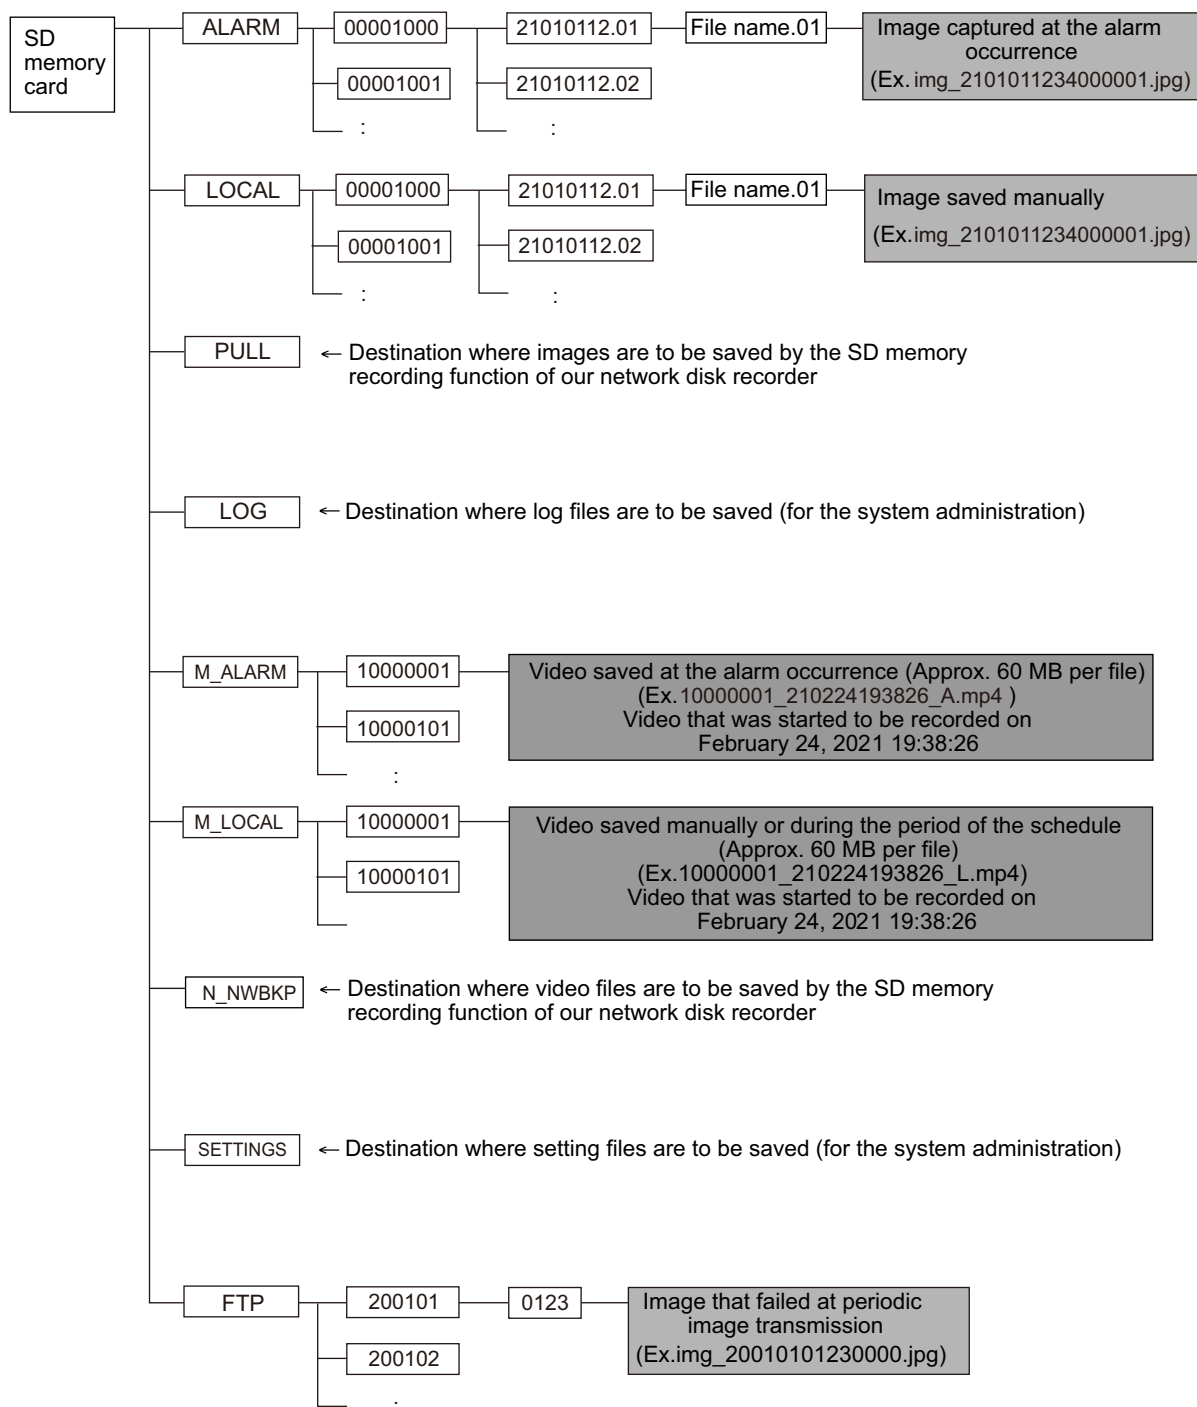 SD
memory
card
ALARM
00001000
21010112.01
File name.01
Image captured at the alarm
occurrence
(Ex. img_2101011234000001.jpg)
00001001
21010112.02
:
:
LOCAL
00001000
21010112.01
File name.01
Image saved manually
(Ex.img_2101011234000001.jpg)
00001001
21010112.02
:
:
PULL
← Destination where images are to be saved by the SD memory
recording function of our network disk recorder
LOG
← Destination where log files are to be saved (for the system administration)
M_ALARM
10000001
Video saved at the alarm occurrence (Approx. 60 MB per file)
(Ex.10000001_210224193826_A.mp4 )
Video that was started to be recorded on
February 24, 2021 19:38:26
10000101
:
M_LOCAL
10000001
Video saved manually or during the period of the schedule
(Approx. 60 MB per file)
(Ex.10000001_210224193826_L.mp4)
Video that was started to be recorded on
February 24, 2021 19:38:26
10000101
N_NWBKP
← Destination where video files are to be saved by the SD memory
recording function of our network disk recorder
SETTINGS
← Destination where setting files are to be saved (for the system administration)
FTP
200101
0123
Image that failed at periodic
image transmission
(Ex.img_20010101230000.jpg)
200102
: